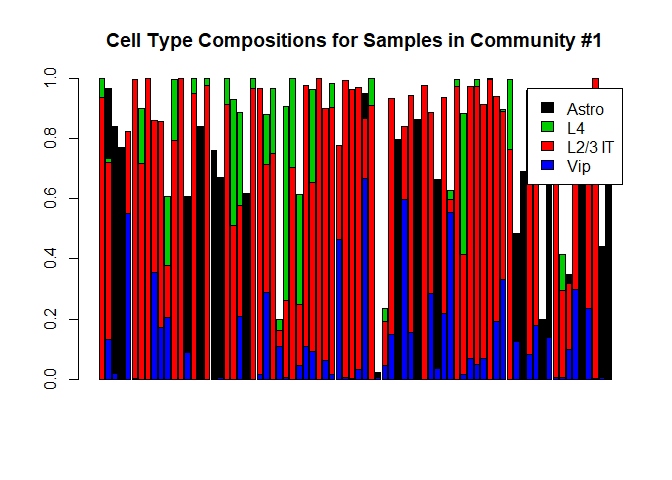 Cell Type Compositions for Samples in Community #1
1.0
0.8
0.6
0.4
0.2
0.0
Astro
L4
L2/3 IT
Vip